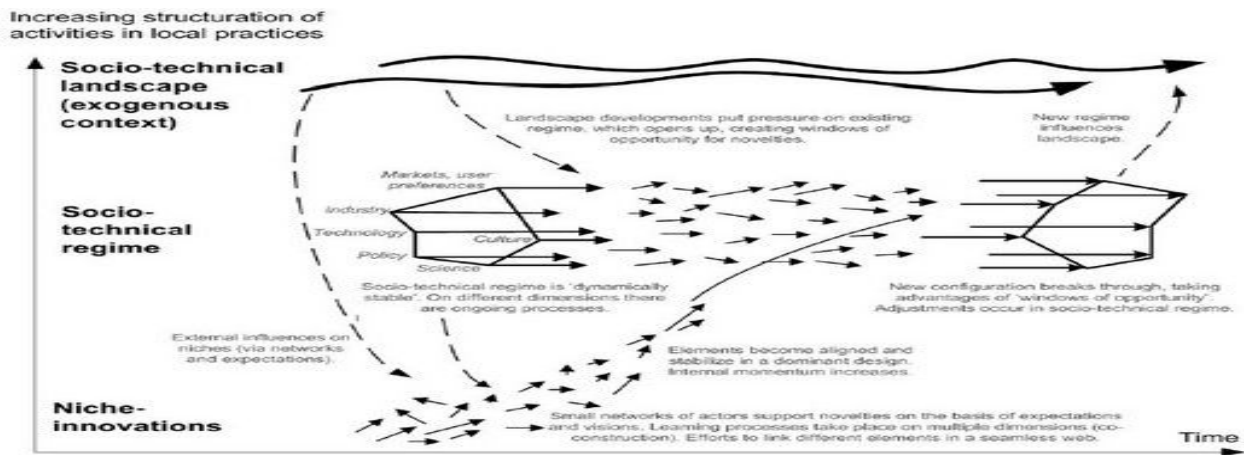 Increasing structuration of
activities in local practices
Socio-technical
landscape
(exogenous
context)
Landscape developments put pressure on existing
regime, which opens up, creating windows of
opportunity for novelties.
New regime
influences
landscape.
Markets, user
preferences
Industry
Socio-
technical
regime
Technology
Culture
Policy
Science
Socio-technical regime is 'dynamically
stable'. On different dimensions there
are ongoing processes.
New configuration breaks through, taking
advantages of 'windows of opportunity'.
Adjustments occur in socio-technical regime.
External influences on
niches (via networks
and expectations).
Elements become aligned and
stabilize in a dominant design.
Internal momentum increases.
Niche-
innovations
Small networks of actors support novelties on the basis of expectations
and visions. Learning processes take place on multiple dimensions (co-
construction). Efforts to link different elements in a seamless web.
Time